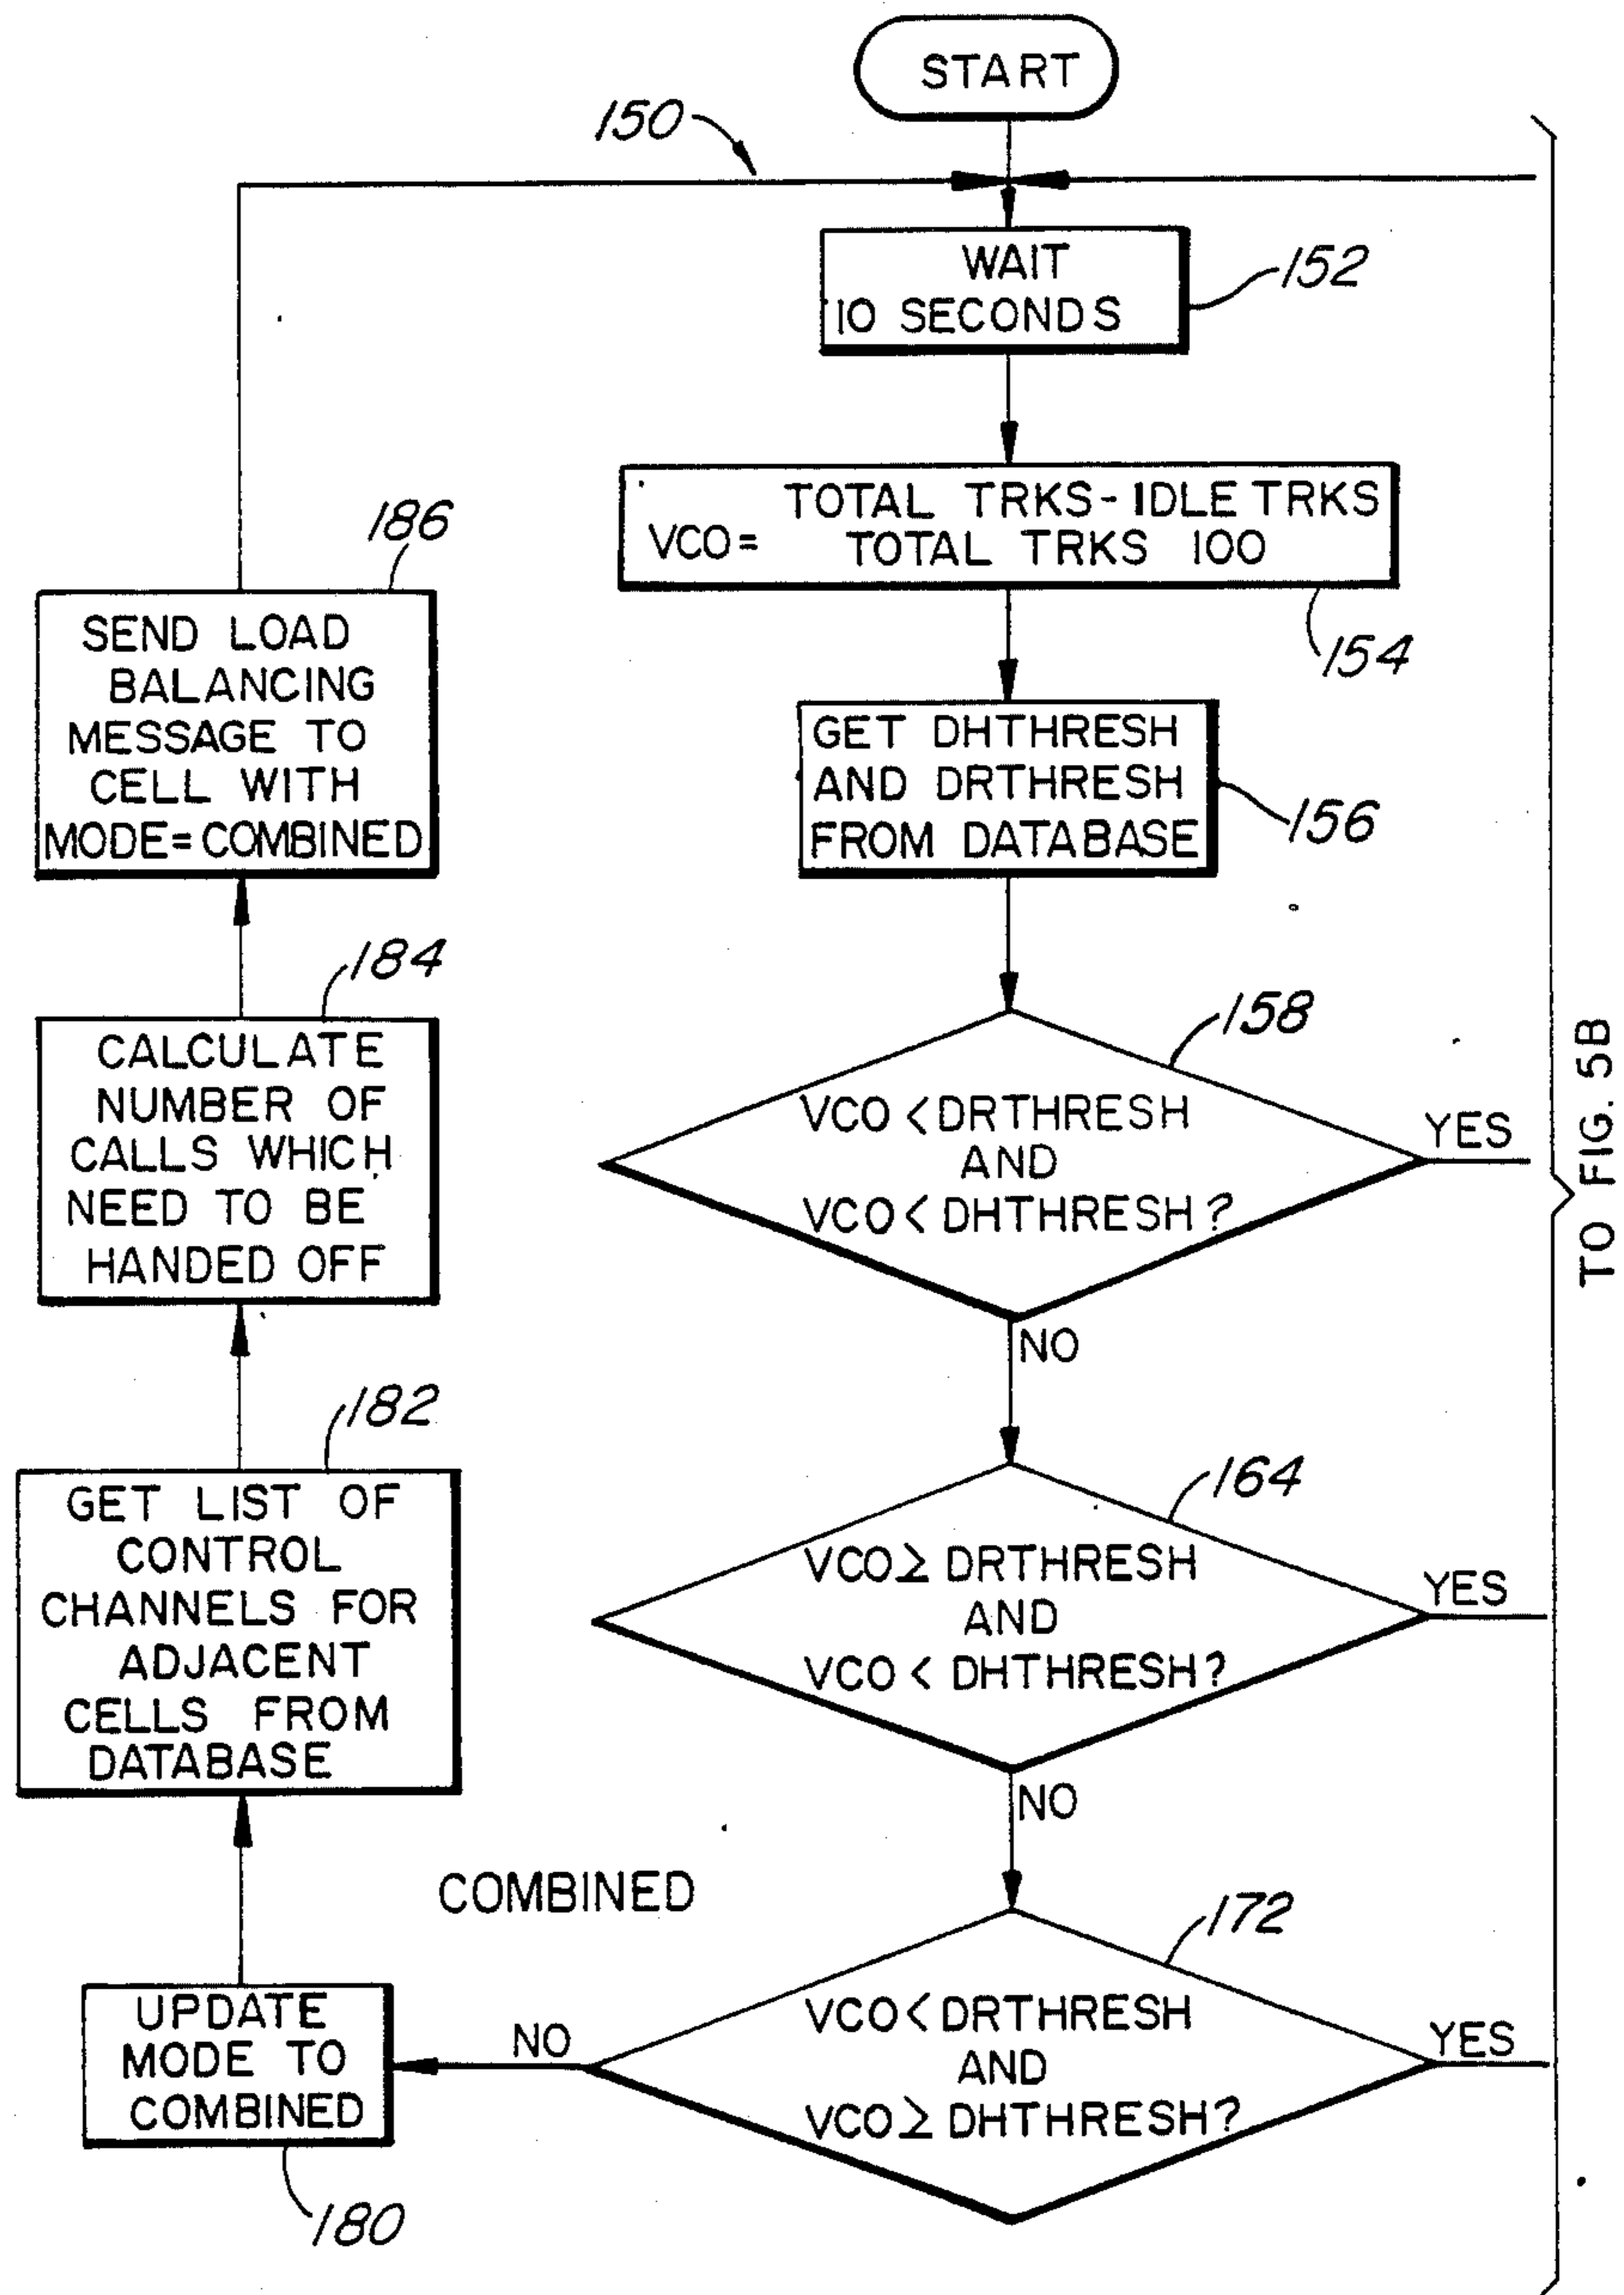 START
150
WAIT
10 SECONDS
152
TOTAL TRKS-IDLE TRKS
VCO= TOTAL TRKS 100
154
GET DHTHRESH
AND DRTHRESH
FROM DATABASE
156
158
VCO < DRTHRESH
AND
VCO < DHTHRESH?
YES
NO
164
VCO ≥ DRTHRESH
AND
VCO < DHTHRESH?
YES
NO
172
VCO < DRTHRESH
AND
VCO ≥ DHTHRESH?
YES
NO
COMBINED
UPDATE
MODE TO
COMBINED
180
182
GET LIST OF
CONTROL
CHANNELS FOR
ADJACENT
CELLS FROM
DATABASE
184
CALCULATE
NUMBER OF
CALLS WHICH
NEED TO BE
HANDED OFF
186
SEND LOAD
BALANCING
MESSAGE TO
CELL WITH
MODE=COMBINED
TO FIG. 5B